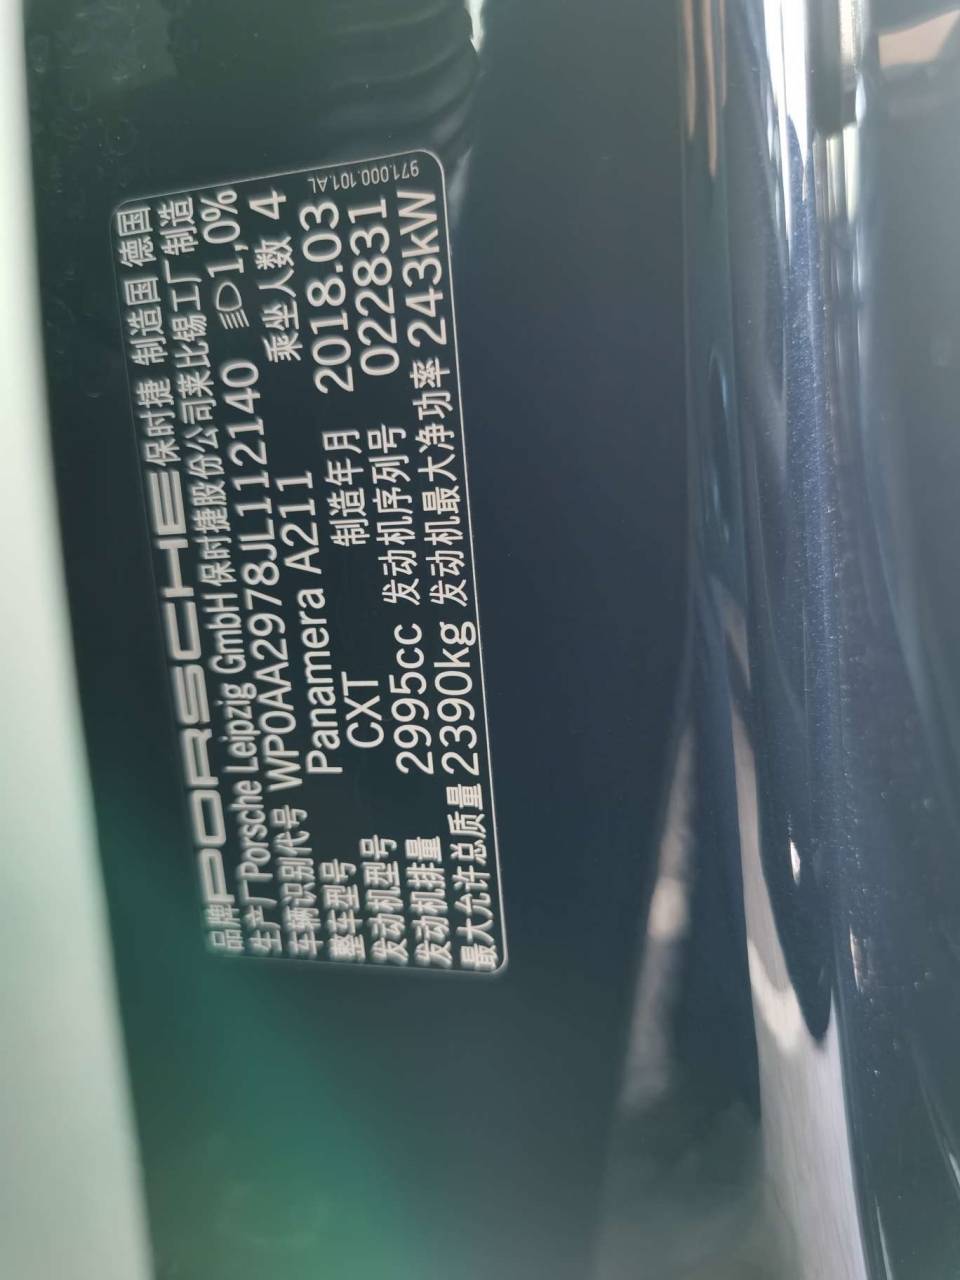 品牌 PORSCHE 保时捷 制造国 德国
生产厂 Porsche Leipzig GmbH 保时捷股份公司莱比锡工厂制造
车辆识别代号 WP0AA2978JL112140 1,0%
整车型号 Panamera A211 乘坐人数 4
发动机型号 CXT 制造年月 2018.03
发动机排量 2995cc 发动机序列号 022831
最大允许总质量 2390kg 发动机最大净功率 243kW
971.000.101.AL